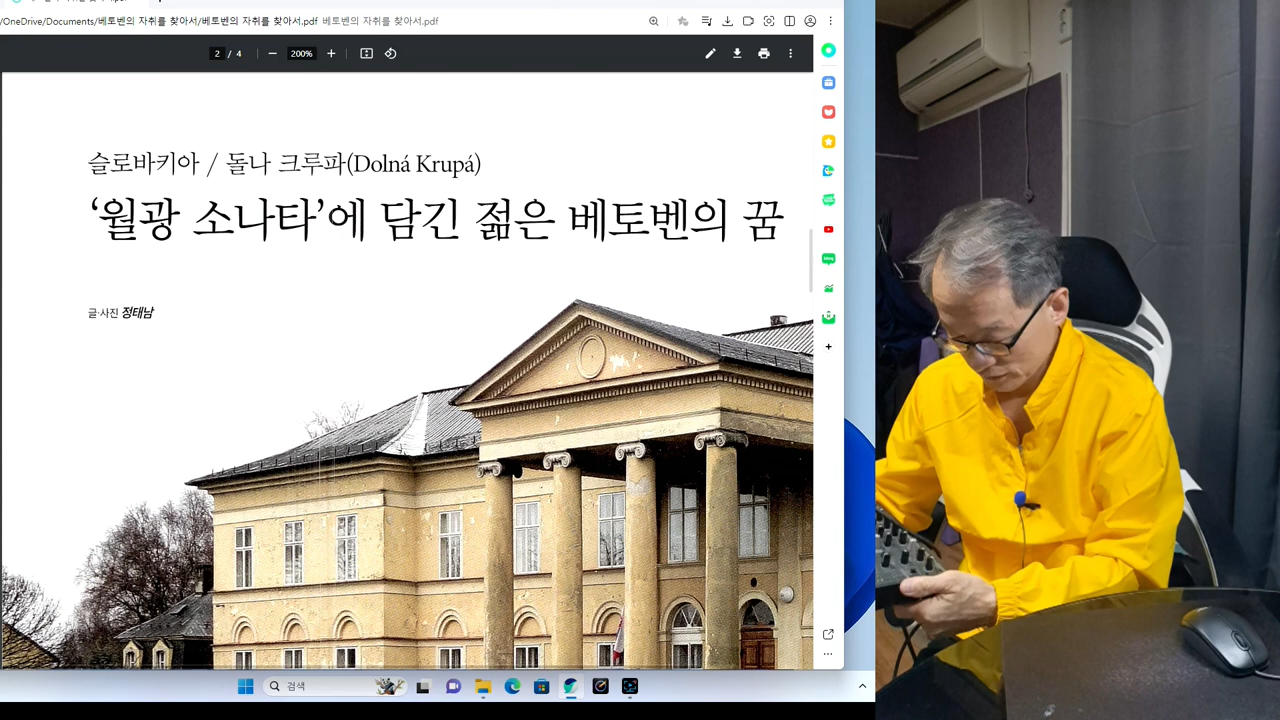 /OneDrive/Documents/베토벤의 자취를 찾아서/베토벤의 자취를 찾아서.pdf 베토벤의 자취를 찾아서.pdf
2 / 4
200%
슬로바키아 / 돌나 크루파(Dolná Krupá)
‘월광 소나타’에 담긴 젊은 베토벤의 꿈
글·사진 정태남
검색